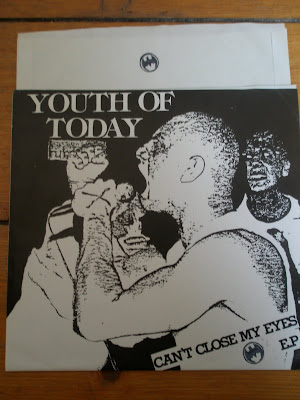 YOUTH OF
TODAY
CAN'T CLOSE MY EYES
E.P